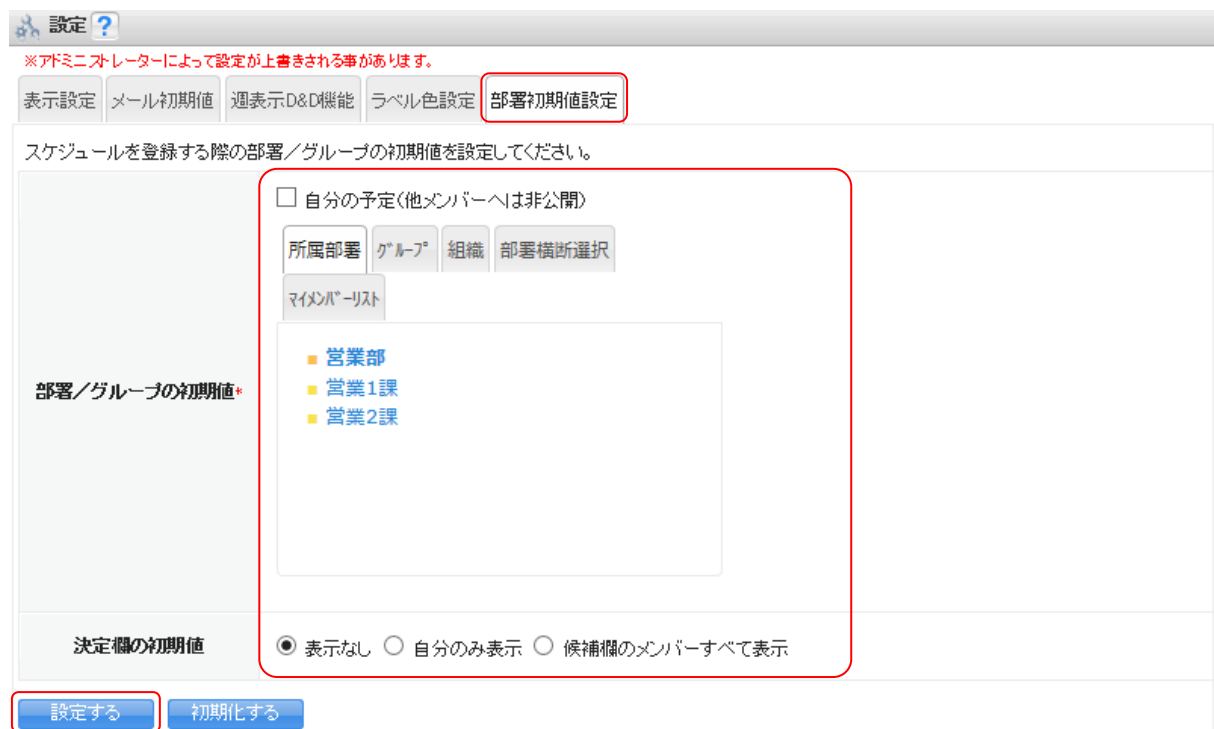 設定 ?
※アドミニストレーターによって設定が上書きされる事があります。
表示設定 メール初期値 週表示D&D機能 ラベル色設定 部署初期値設定
スケジュールを登録する際の部署／グループの初期値を設定してください。
自分の予定(他メンバーへは非公開)
所属部署 ｸﾞﾙｰﾌﾟ 組織 部署横断選択
ﾏｲﾒﾝﾊﾞｰﾘｽﾄ
営業部
営業1課
営業2課
部署／グループの初期値*
決定欄の初期値
表示なし 自分のみ表示 候補欄のメンバーすべて表示
設定する 初期化する